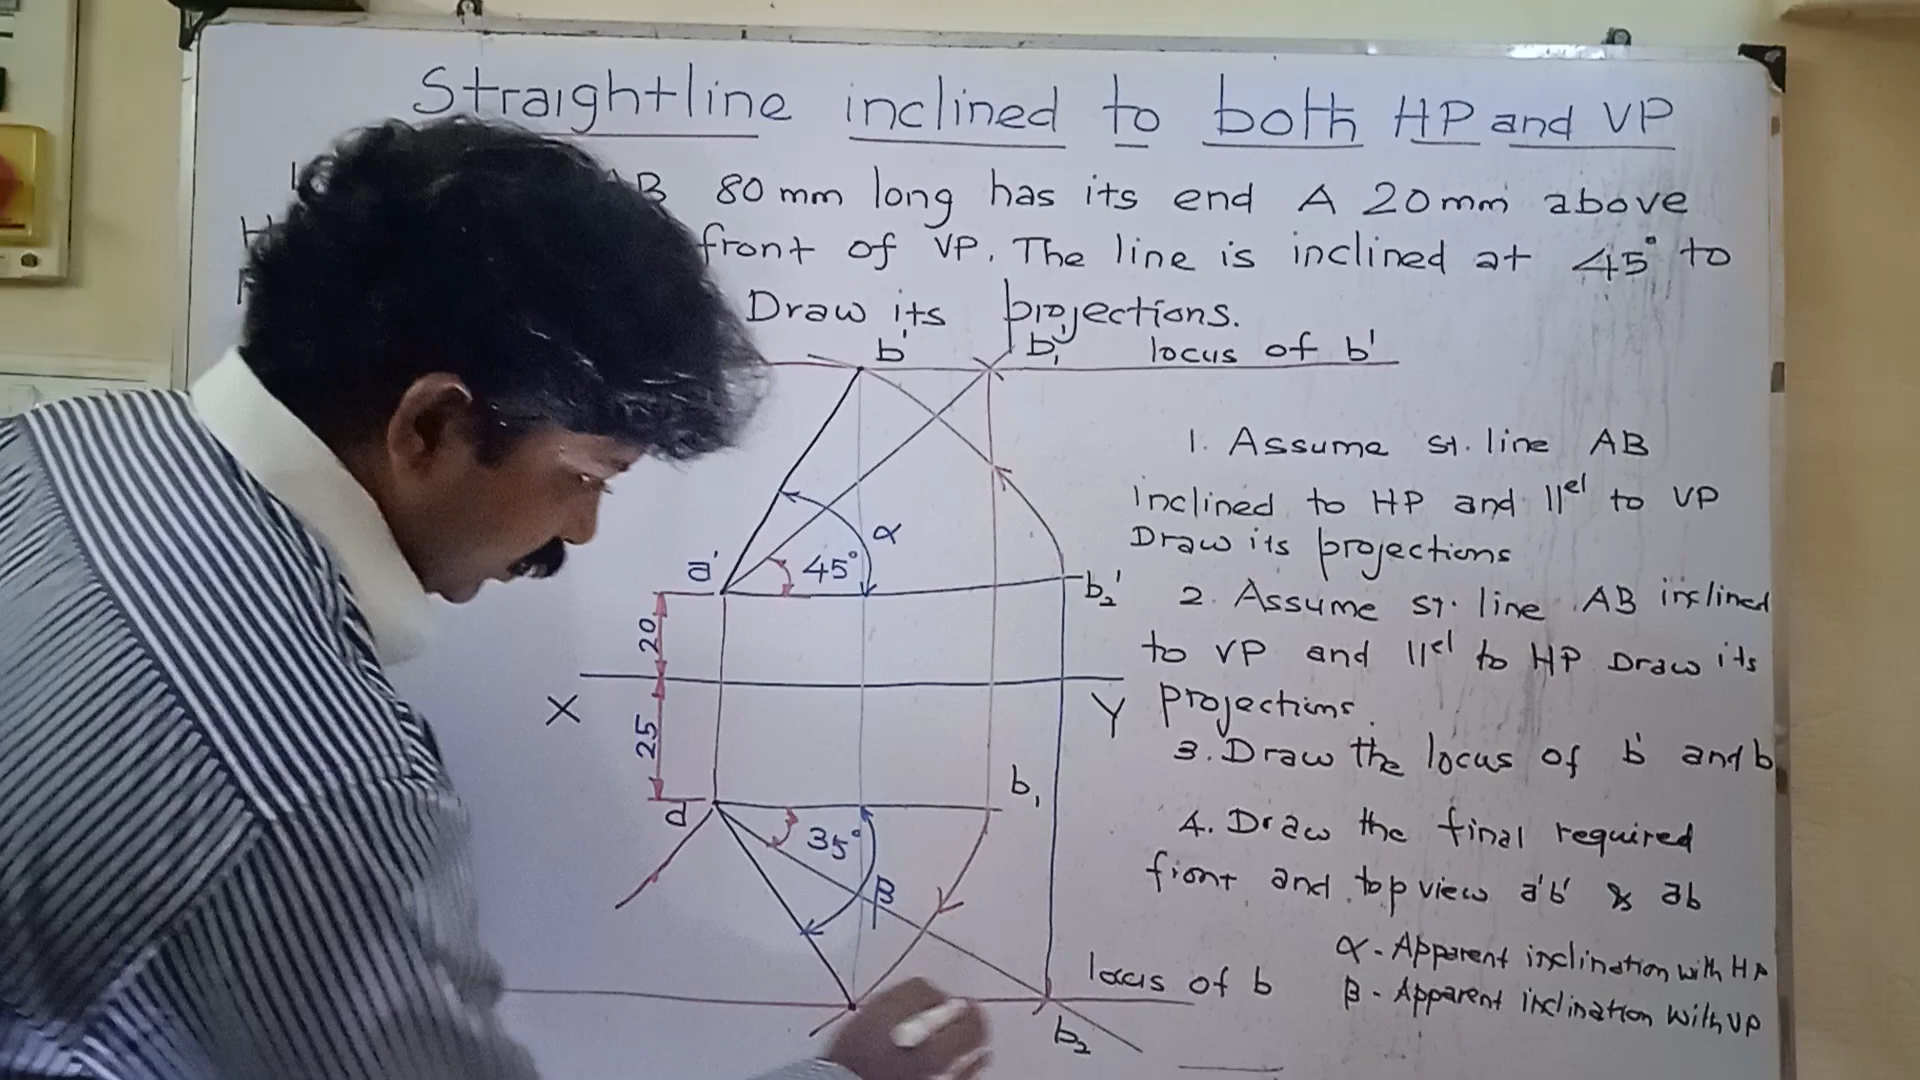 Straightline inclined to both HP and VP
AB 80 mm long has its end A 20 mm above
front of VP. The line is inclined at 45° to
Draw its projections.
b' b₁' locus of b'
1. Assume st. line AB
inclined to HP and ||el to VP
Draw its projections
α
a' 45° b₂'
2. Assume st. line AB inclined
to VP and ||el to HP Draw its
projections.
20
X Y
25
3. Draw the locus of b' and b
b₁
a 35°
4. Draw the final required
front and top view a'b' & ab
β
α - Apparent inclination with HP
β - Apparent inclination with VP
locus of b
b₂